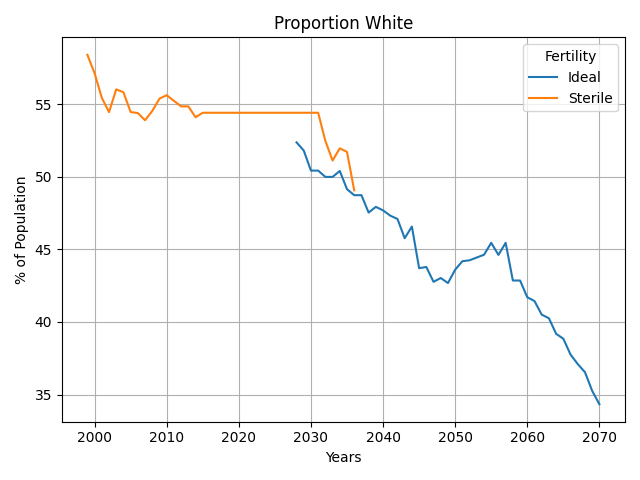 Proportion White
% of Population
55
50
45
40
35
Fertility
Ideal
Sterile
2000 2010 2020 2030 2040 2050 2060 2070
Years